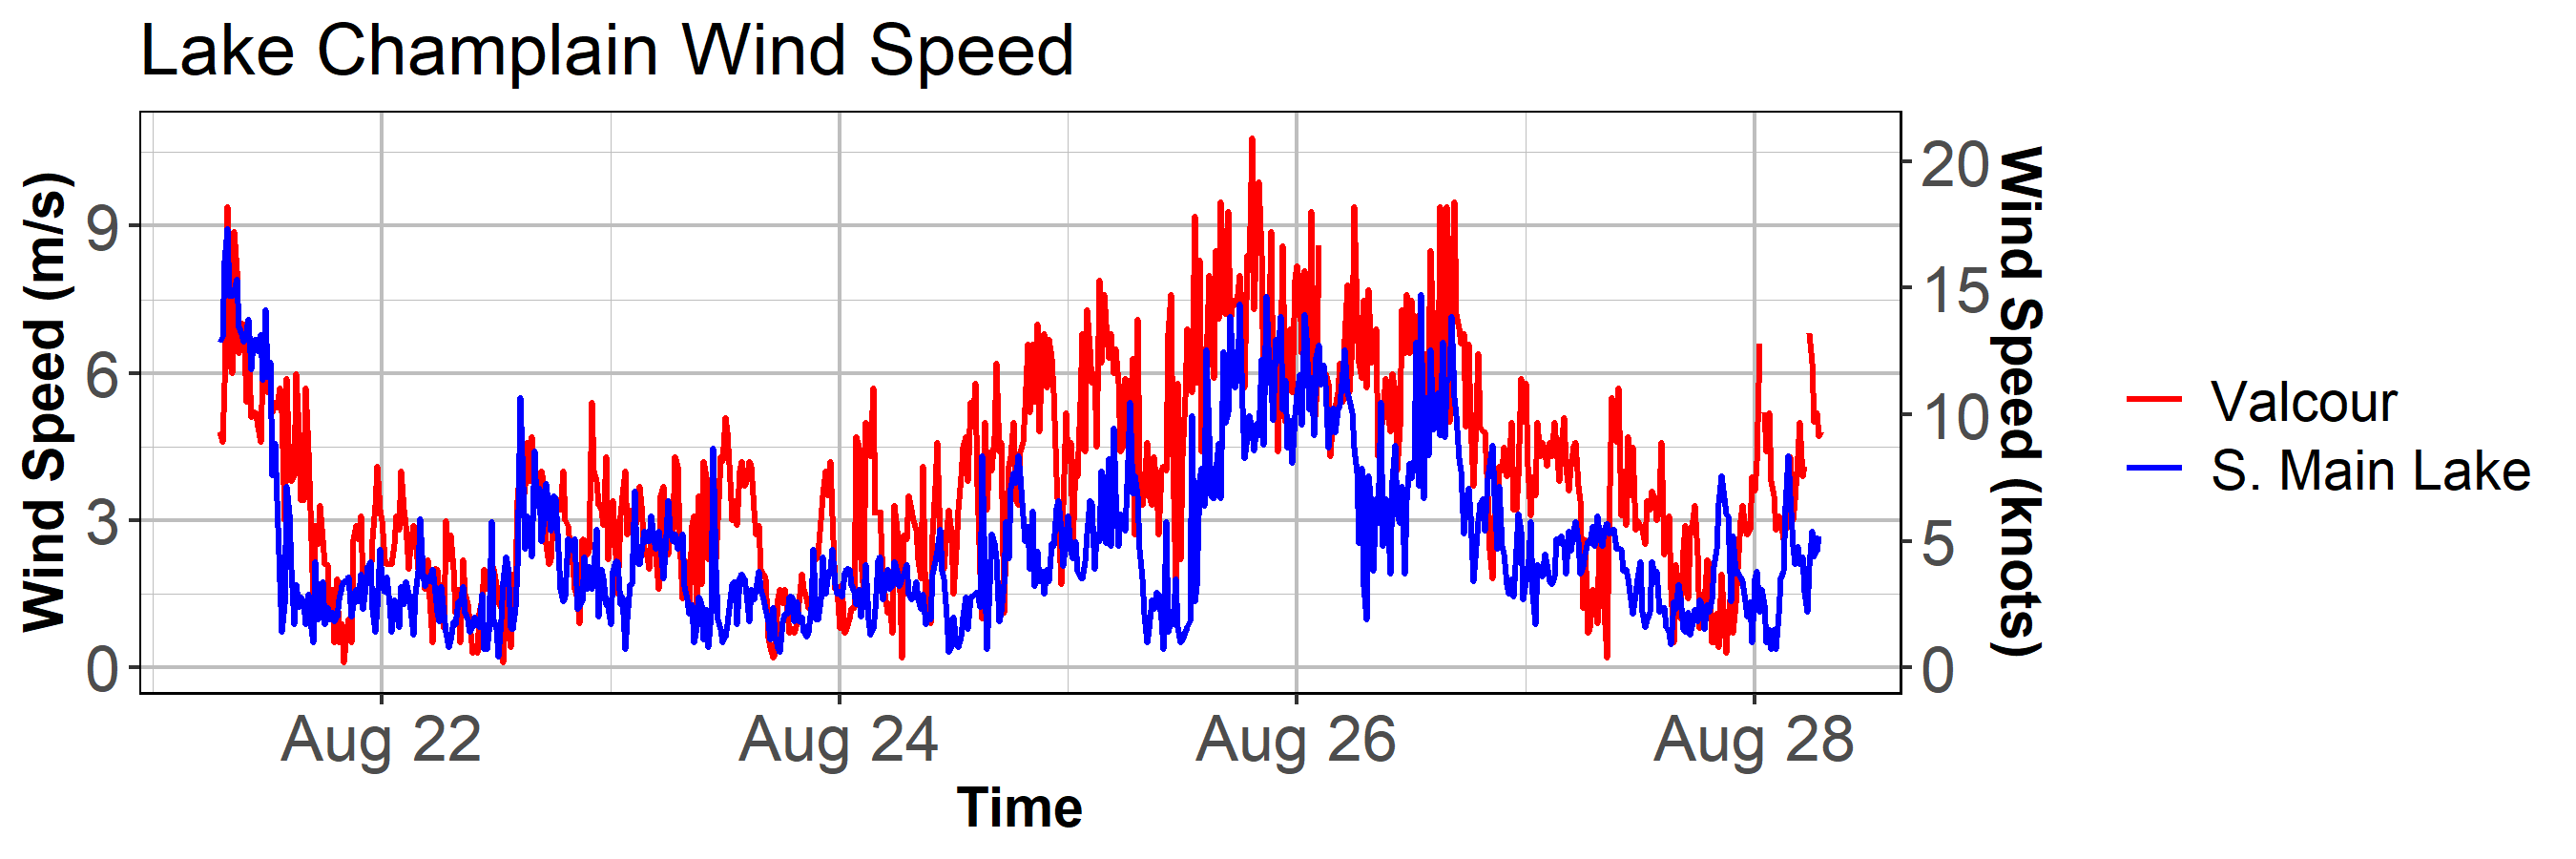 Lake Champlain Wind Speed
Wind Speed (m/s)
9
6
3
0
20
15
10
5
0
Wind Speed (knots)
Aug 22
Aug 24
Aug 26
Aug 28
Time
Valcour
S. Main Lake